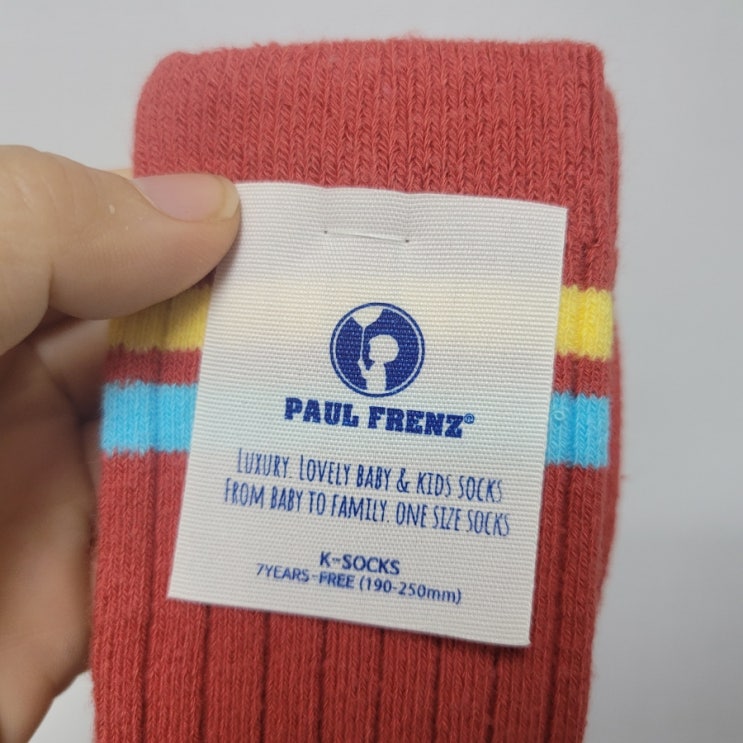 PAUL FRENZ®
LUXURY. LOVELY BABY & KIDS SOCKS
FROM BABY TO FAMILY. ONE SIZE SOCKS
K-SOCKS
7YEARS-FREE (190-250mm)